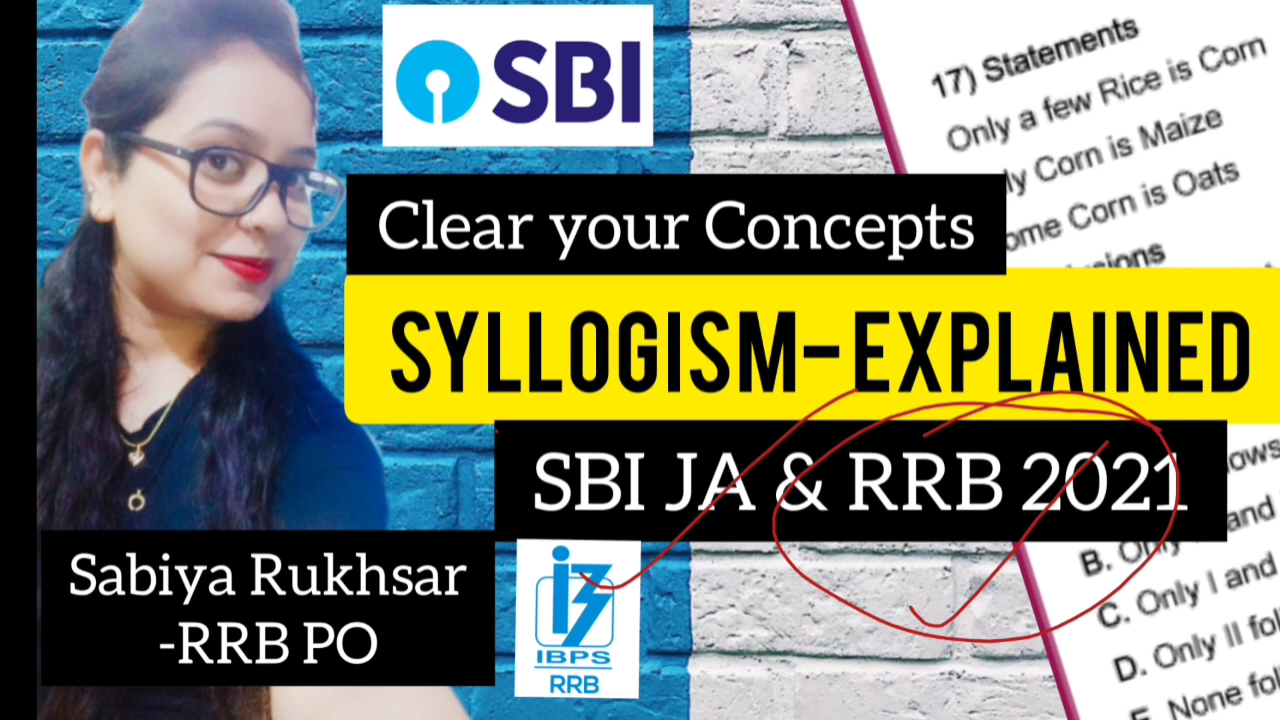 SBI
Clear your Concepts
SYLLOGISM-EXPLAINED
SBI JA & RRB 2021
Sabiya Rukhsar
-RRB PO
IBPS
RRB
17) Statements
Only a few Rice is Corn
Corn is Maize
Corn is Oats
B.
C. Only I and
D. Only II
E. None